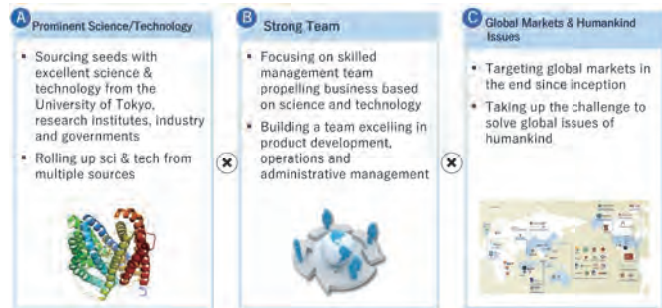 A Prominent Science/Technology
▪ Sourcing seeds with
excellent science &
technology from the
University of Tokyo,
research institutes, industry
and governments
▪ Rolling up sci & tech from
multiple sources
×
B Strong Team
▪ Focusing on skilled
management team
propelling business based
on science and technology
▪ Building a team excelling in
product development,
operations and
administrative management
×
C Global Markets & Humankind
Issues
▪ Targeting global markets in
the end since inception
▪ Taking up the challenge to
solve global issues of
humankind